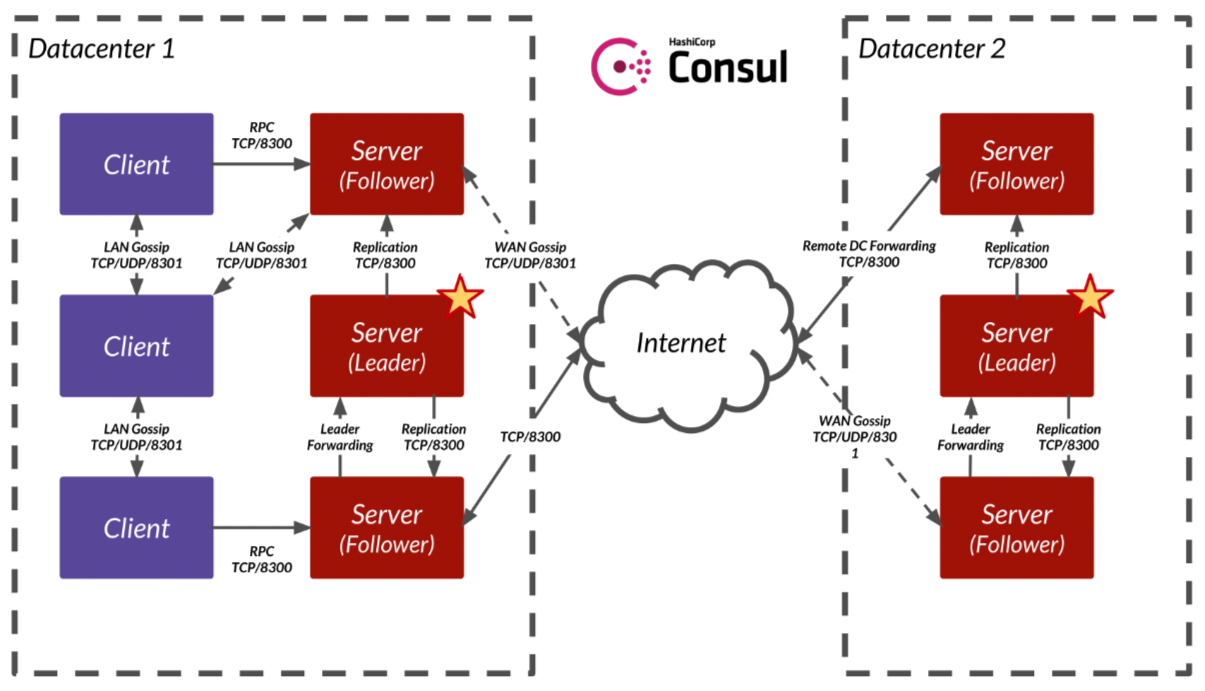 Datacenter 1
HashiCorp
Consul
Datacenter 2
Client
RPC
TCP/8300
Server
(Follower)
Server
(Follower)
LAN Gossip
TCP/UDP/8301
LAN Gossip
TCP/UDP/8301
Replication
TCP/8300
WAN Gossip
TCP/UDP/8301
Remote DC Forwarding
TCP/8300
Replication
TCP/8300
Client
Server
(Leader)
Internet
Server
(Leader)
LAN Gossip
TCP/UDP/8301
Leader
Forwarding
Replication
TCP/8300
TCP/8300
WAN Gossip
TCP/UDP/830
1
Leader
Forwarding
Replication
TCP/8300
Client
RPC
TCP/8300
Server
(Follower)
Server
(Follower)